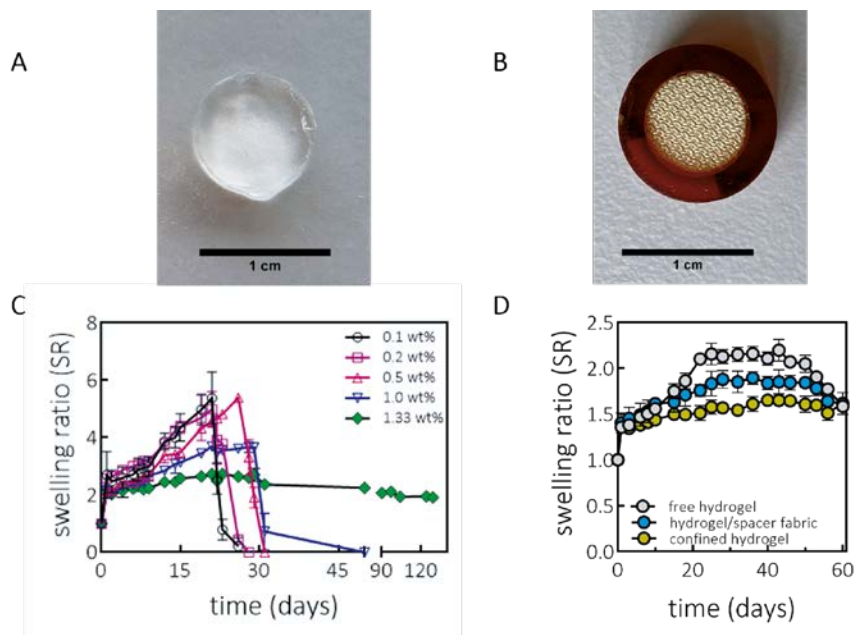 A
B
1 cm
1 cm
C
swelling ratio (SR)
8
6
4
2
0
0.1 wt%
0.2 wt%
0.5 wt%
1.0 wt%
1.33 wt%
0 15 30 45 90 120
time (days)
D
swelling ratio (SR)
2.5
2.0
1.5
1.0
0.5
0.0
free hydrogel
hydrogel/spacer fabric
confined hydrogel
0 20 40 60
time (days)